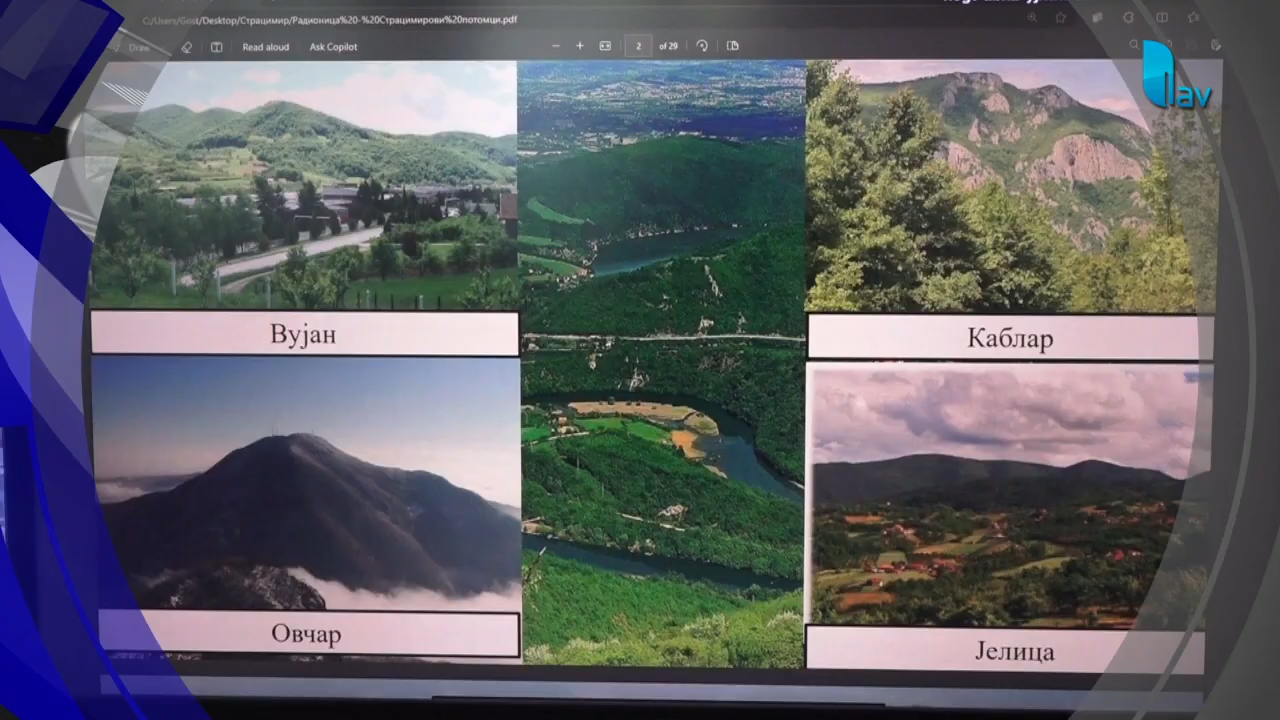 C:/Users/Gost/Desktop/Страцимир/Радионица%20-%20Страцимирови%20потомци.pdf
Draw
Read aloud
Ask Copilot
2
of 29
lav
Вујан
Каблар
Овчар
Јелица